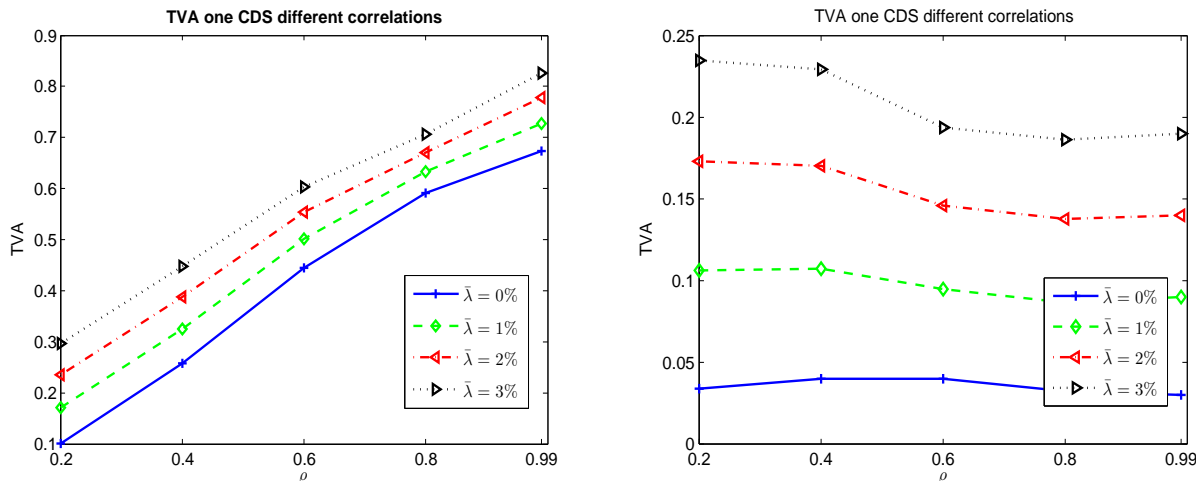 TVA one CDS different correlations
0.9
0.8
0.7
0.6
0.5
0.4
0.3
0.2
0.1
TVA
0.2 0.4 0.6 0.8 0.99
ρ
λ̄ = 0%
λ̄ = 1%
λ̄ = 2%
λ̄ = 3%
TVA one CDS different correlations
0.25
0.2
0.15
0.1
0.05
0
TVA
0.2 0.4 0.6 0.8 0.99
ρ
λ̄ = 0%
λ̄ = 1%
λ̄ = 2%
λ̄ = 3%